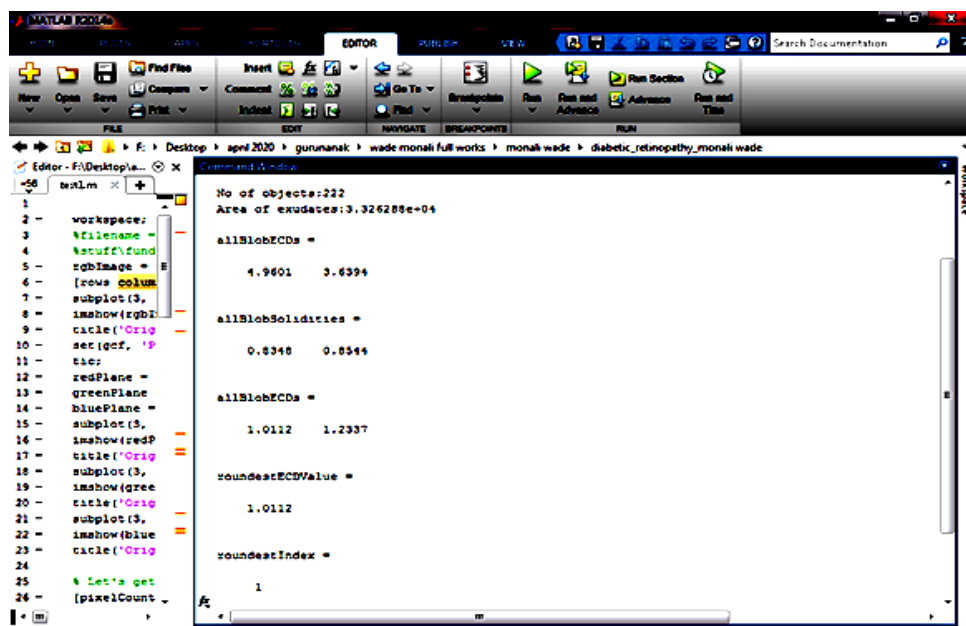 MATLAB R2014a
HOME PLOTS APPS SHORTCUTS EDITOR PUBLISH VIEW Search Documentation
New Open Save Find Files Compare Print
Insert Comment Indent
Go To Find
Breakpoints
Run Run and Advance Run Section Advance Run and Time
FILE EDIT NAVIGATE BREAKPOINTS RUN
F: Desktop april 2020 gurunanak wade monali full works monali wade diabetic_retinopathy_monali wade
Editor - F:\Desktop\a...
test1.m
1
2 - workspace;
3 %filename =
4 %stuff\fund
5 - rgbImage =
6 - [rows colum
7 - subplot(3,
8 - imshow(rgbI
9 - title('Orig
10 - set(gcf, 'P
11 - tic;
12 - redPlane =
13 - greenPlane
14 - bluePlane =
15 - subplot(3,
16 - imshow(redP
17 - title('Orig
18 - subplot(3,
19 - imshow(gree
20 - title('Orig
21 - subplot(3,
22 - imshow(blue
23 - title('Orig
24
25 % Let's get
26 - [pixelCount
Command Window
No of objects:222
Area of exudates:3.326288e+04
allBlobECDs =
4.9601 3.6394
allBlobSolidities =
0.8348 0.8544
allBlobECDs =
1.0112 1.2337
roundestECDValue =
1.0112
roundestIndex =
1
fx
Workspace